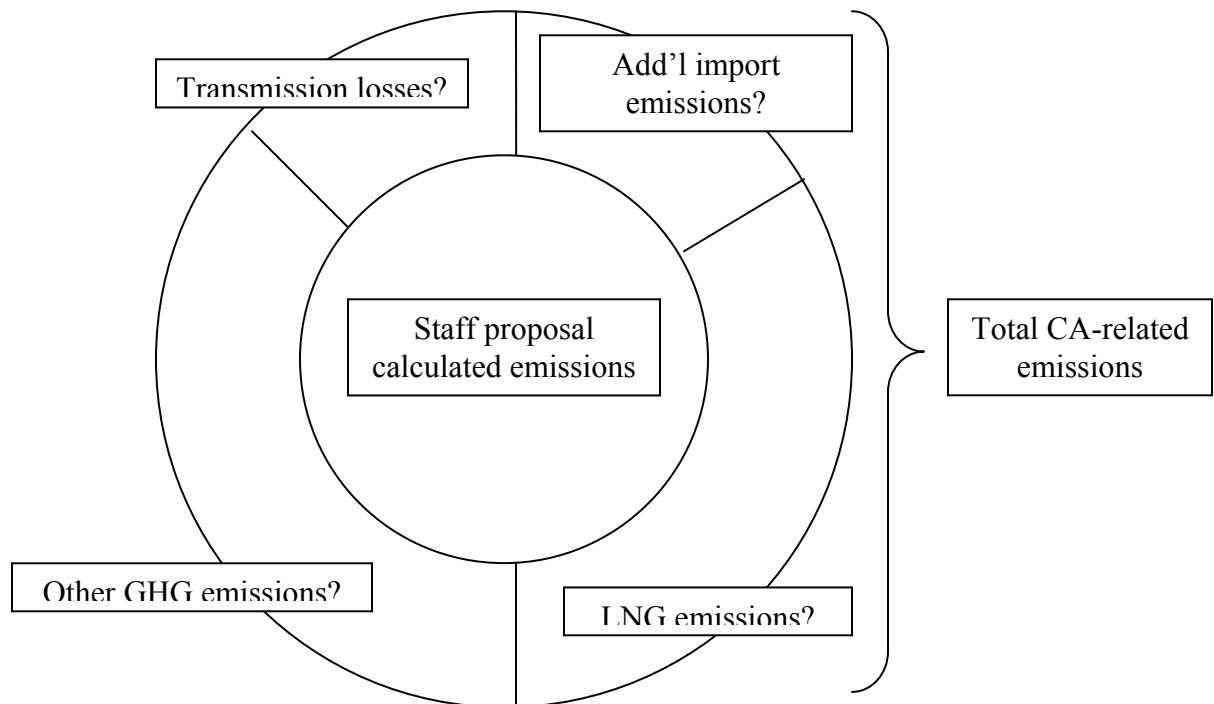 Transmission losses?
Add’l import
emissions?
Staff proposal
calculated emissions
Total CA-related
emissions
Other GHG emissions?
LNG emissions?